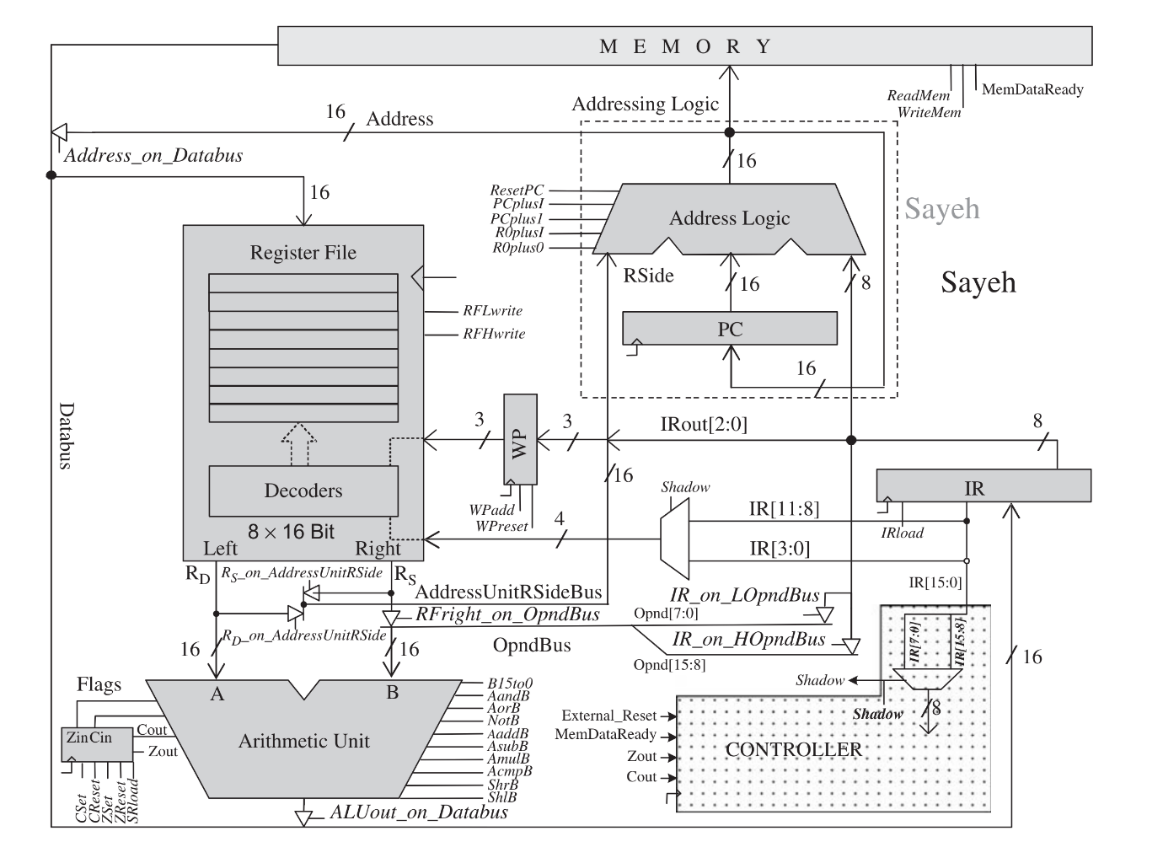 M E M O R Y
ReadMem
WriteMem
MemDataReady
Addressing Logic
16
Address
Address_on_Databus
16
16
ResetPC
PCplusI
PCplus1
R0plusI
R0plus0
Address Logic
Sayeh
Sayeh
Register File
RSide
16
8
RFLwrite
RFHwrite
PC
16
Databus
3
WP
3
IRout[2:0]
8
16
WPadd
WPreset
Decoders
8 × 16 Bit
Left
Right
4
Shadow
IR[11:8]
IR[3:0]
IR
IRload
IR[15:0]
RD
RS_on_AddressUnitRSide
RS
AddressUnitRSideBus
RFright_on_OpndBus
RD_on_AddressUnitRSide
OpndBus
IR_on_LOpndBus
Opnd[7:0]
IR_on_HOpndBus
Opnd[15:8]
IR[7:0]
IR[15:8]
16
16
16
A
B
Arithmetic Unit
Flags
Zin Cin
Cout
Zout
CSet
CReset
ZSet
ZReset
SRload
B15to0
AandB
AorB
NotB
AaddB
AsubB
AmulB
AcmpB
ShrB
ShlB
ALUout_on_Databus
Shadow
Shadow
8
External_Reset
MemDataReady
Zout
Cout
CONTROLLER